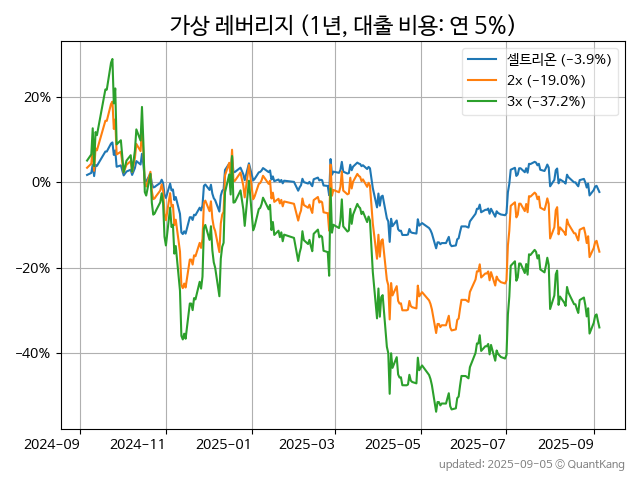 가상 레버리지 (1년, 대출 비용: 연 5%)
셀트리온 (−3.9%)
2x (−19.0%)
3x (−37.2%)
20%
0%
−20%
−40%
2024-09 2024-11 2025-01 2025-03 2025-05 2025-07 2025-09
updated: 2025-09-05 © QuantKang